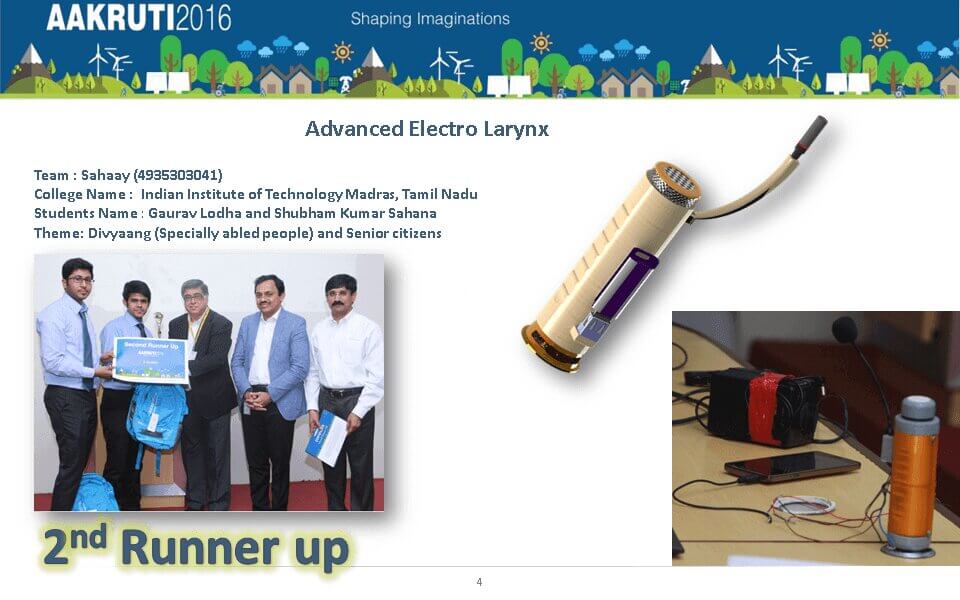 AAKRUTI2016
Shaping Imaginations
Advanced Electro Larynx
Team : Sahaay (4935303041)
College Name : Indian Institute of Technology Madras, Tamil Nadu
Students Name : Gaurav Lodha and Shubham Kumar Sahana
Theme: Divyaang (Specially abled people) and Senior citizens
Second Runner Up
AAKRUTI
2nd Runner up
4